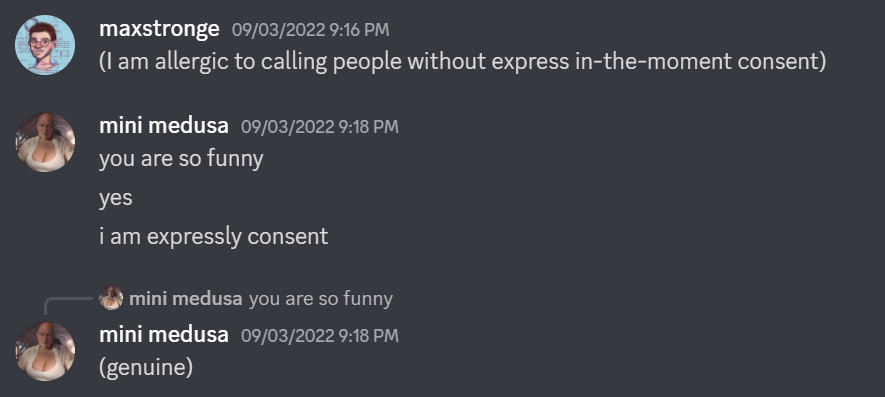 maxstronge 09/03/2022 9:16 PM
(I am allergic to calling people without express in-the-moment consent)
mini medusa 09/03/2022 9:18 PM
you are so funny
yes
i am expressly consent
mini medusa you are so funny
mini medusa 09/03/2022 9:18 PM
(genuine)